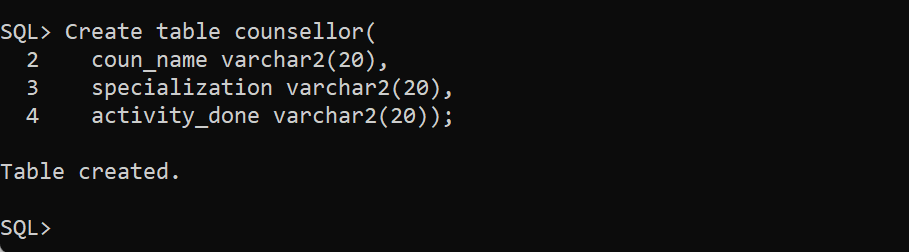 SQL> Create table counsellor(
  2    coun_name varchar2(20),
  3    specialization varchar2(20),
  4    activity_done varchar2(20));
Table created.
SQL>